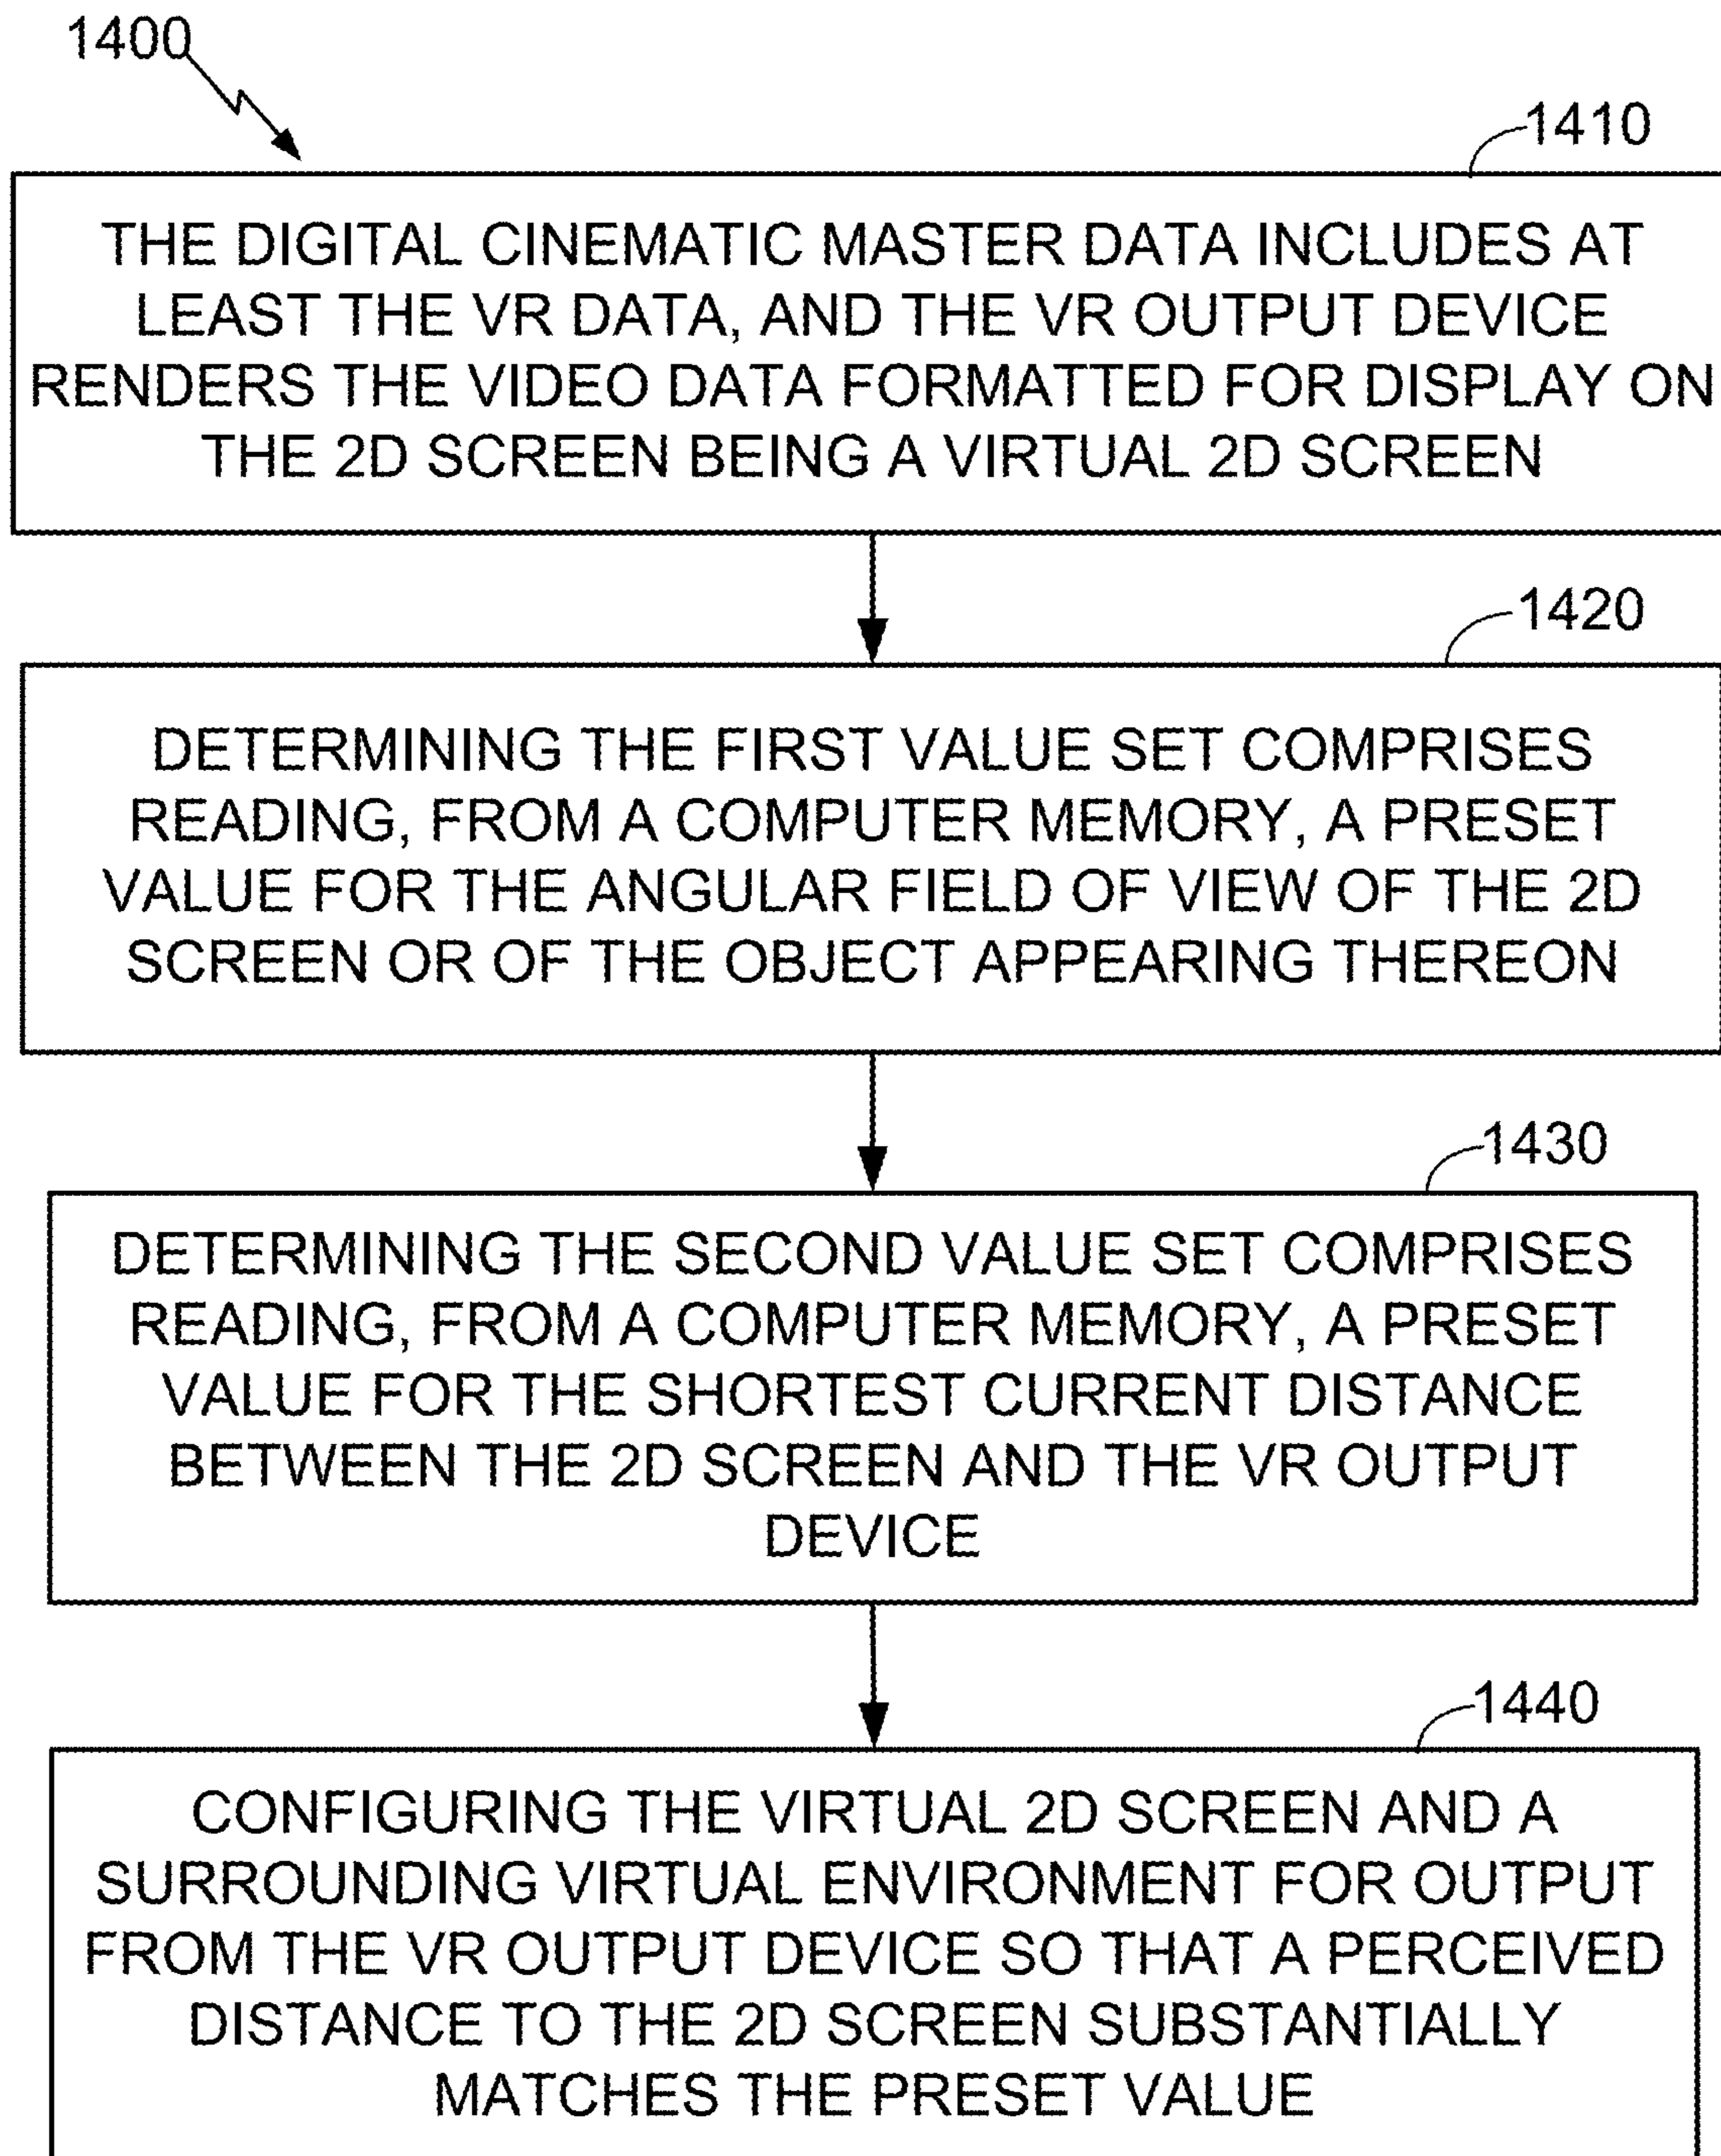 1400
1410
THE DIGITAL CINEMATIC MASTER DATA INCLUDES AT
LEAST THE VR DATA, AND THE VR OUTPUT DEVICE
RENDERS THE VIDEO DATA FORMATTED FOR DISPLAY ON
THE 2D SCREEN BEING A VIRTUAL 2D SCREEN
1420
DETERMINING THE FIRST VALUE SET COMPRISES
READING, FROM A COMPUTER MEMORY, A PRESET
VALUE FOR THE ANGULAR FIELD OF VIEW OF THE 2D
SCREEN OR OF THE OBJECT APPEARING THEREON
1430
DETERMINING THE SECOND VALUE SET COMPRISES
READING, FROM A COMPUTER MEMORY, A PRESET
VALUE FOR THE SHORTEST CURRENT DISTANCE
BETWEEN THE 2D SCREEN AND THE VR OUTPUT
DEVICE
1440
CONFIGURING THE VIRTUAL 2D SCREEN AND A
SURROUNDING VIRTUAL ENVIRONMENT FOR OUTPUT
FROM THE VR OUTPUT DEVICE SO THAT A PERCEIVED
DISTANCE TO THE 2D SCREEN SUBSTANTIALLY
MATCHES THE PRESET VALUE